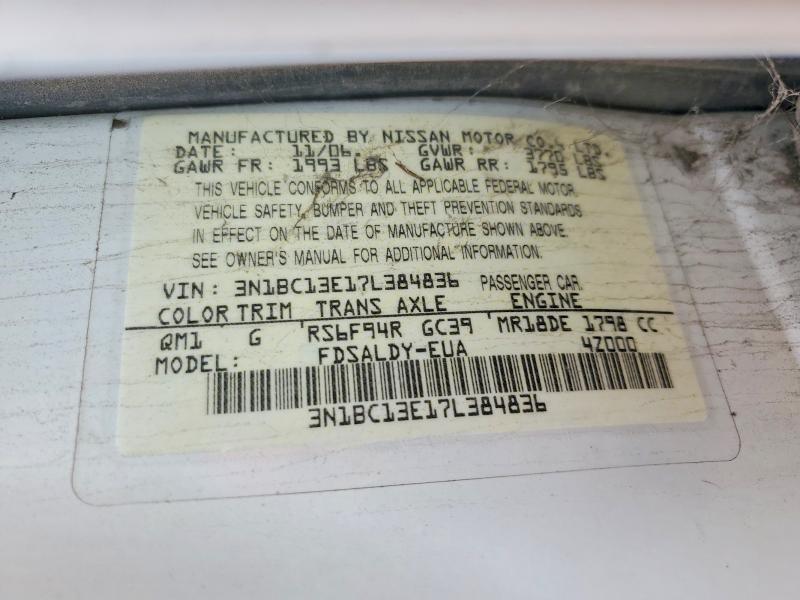 MANUFACTURED BY NISSAN MOTOR CO., LTD.
DATE: 11/06 GVWR: 3770 LBS
GAWR FR: 1993 LBS GAWR RR: 1795 LBS
THIS VEHICLE CONFORMS TO ALL APPLICABLE FEDERAL MOTOR
VEHICLE SAFETY, BUMPER AND THEFT PREVENTION STANDARDS
IN EFFECT ON THE DATE OF MANUFACTURE SHOWN ABOVE.
SEE OWNER'S MANUAL FOR ADDITIONAL INFORMATION.
VIN: 3N1BC13E17L384836 PASSENGER CAR
COLOR TRIM TRANS AXLE ENGINE
QM1 G RS6F94R GC39 MR18DE 1798 CC
MODEL: FDSALDY-EUA 4Z000
3N1BC13E17L384836